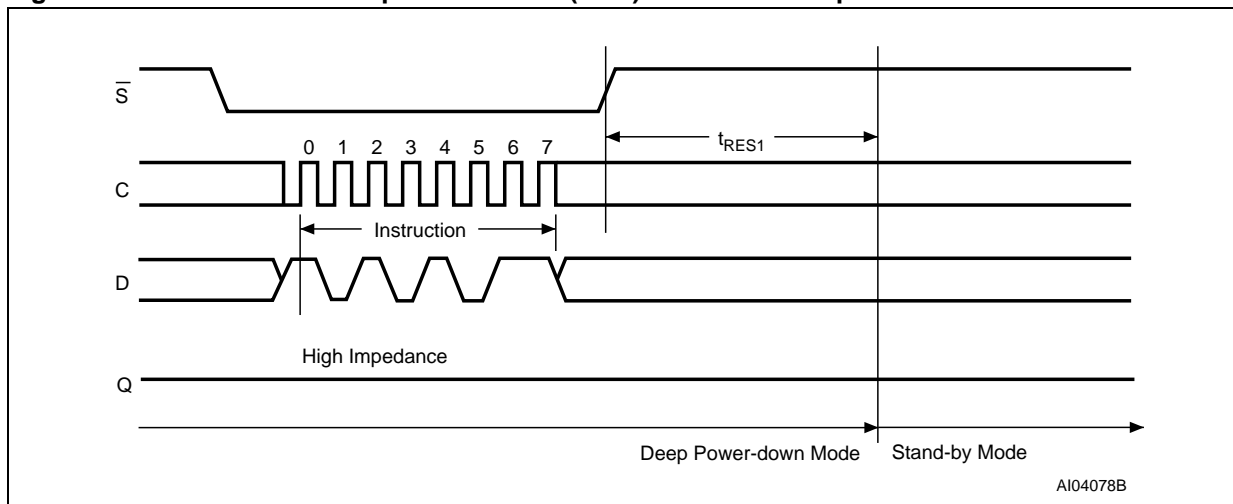 S
tRES1
0 1 2 3 4 5 6 7
C
Instruction
D
High Impedance
Q
Deep Power-down Mode Stand-by Mode
AI04078B